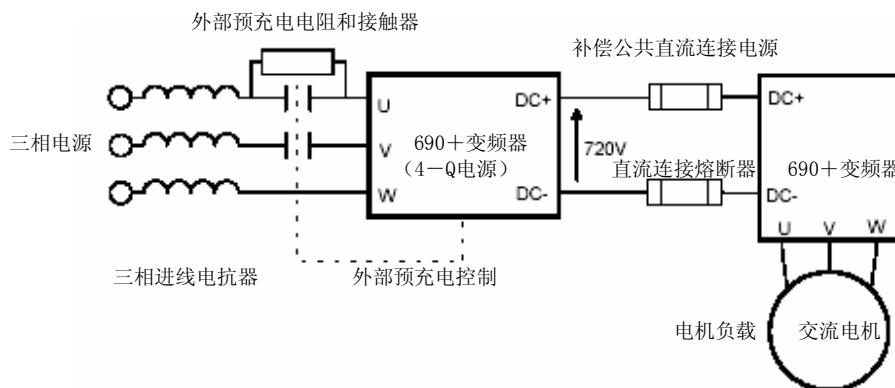 外部预充电电阻和接触器
补偿公共直流连接电源
U
DC+
DC+
三相电源
V
690+变频器
(4-Q电源)
720V
直流连接熔断器
690+变频器
W
DC-
DC-
U V W
三相进线电抗器
外部预充电控制
电机负载
交流电机